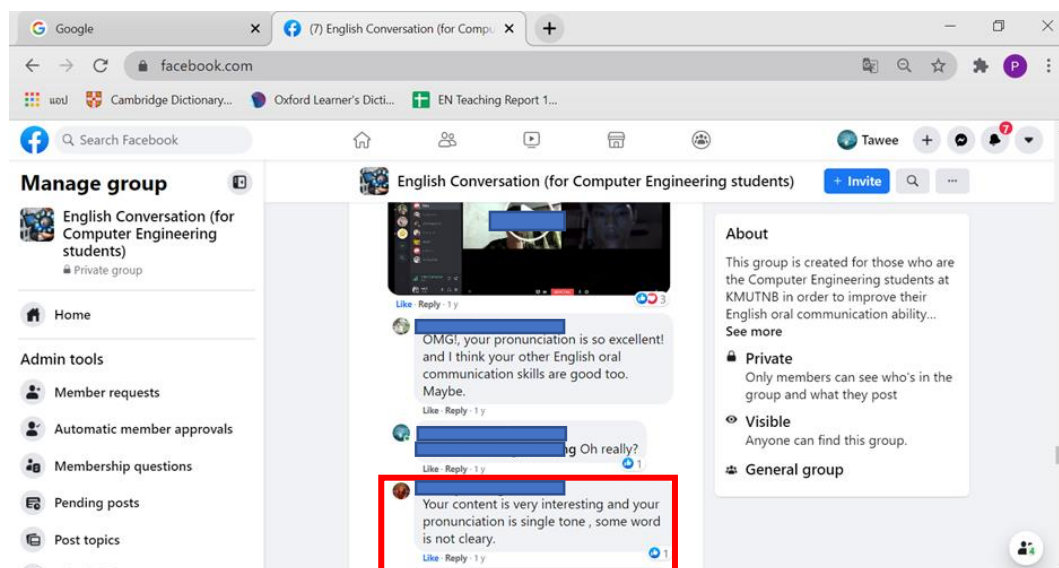 Google
(7) English Conversation (for Compu
facebook.com
P
แอป
Cambridge Dictionary...
Oxford Learner's Dicti...
EN Teaching Report 1...
Search Facebook
Tawee
7
Manage group
English Conversation (for
Computer Engineering
students)
Private group
Home
Admin tools
Member requests
Automatic member approvals
Membership questions
Pending posts
Post topics
English Conversation (for Computer Engineering students)
+ Invite
Like · Reply · 1 y
3
OMG!, your pronunciation is so excellent!
and I think your other English oral
communication skills are good too.
Maybe.
Like · Reply · 1 y
ng Oh really?
1
Like · Reply · 1 y
Your content is very interesting and your
pronunciation is single tone , some word
is not cleary.
1
Like · Reply · 1 y
About
This group is created for those who are
the Computer Engineering students at
KMUTNB in order to improve their
English oral communication ability...
See more
Private
Only members can see who's in the
group and what they post
Visible
Anyone can find this group.
General group
4